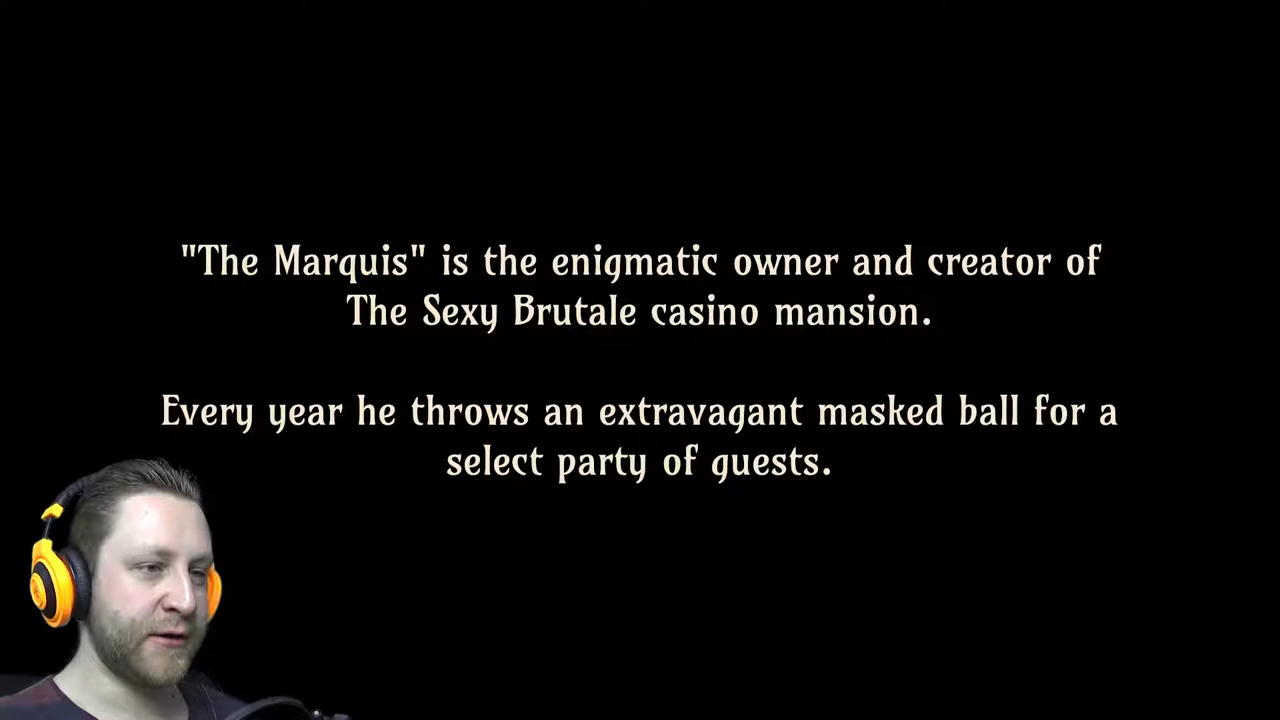 "The Marquis" is the enigmatic owner and creator of
The Sexy Brutale casino mansion.
Every year he throws an extravagant masked ball for a
select party of guests.